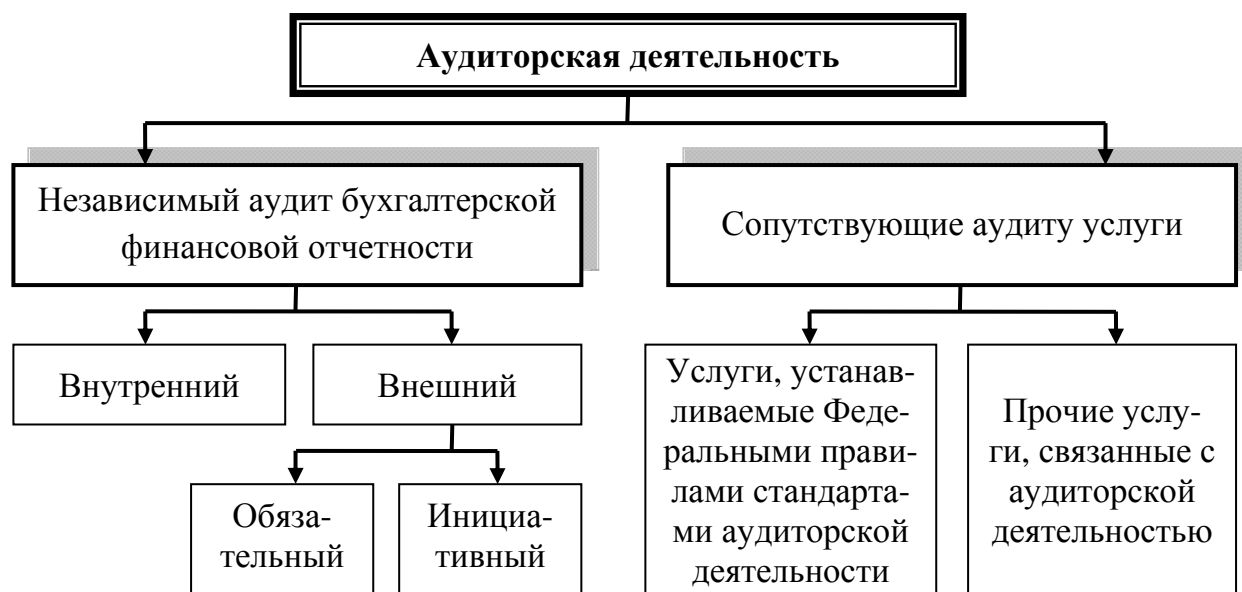 Аудиторская деятельность
Независимый аудит бухгалтерской
финансовой отчетности
Сопутствующие аудиту услуги
Внутренний
Внешний
Обяза-
тельный
Инициа-
тивный
Услуги, устанав-
ливаемые Феде-
ральными прави-
лами стандарта-
ми аудиторской
деятельности
Прочие услу-
ги, связанные с
аудиторской
деятельностью